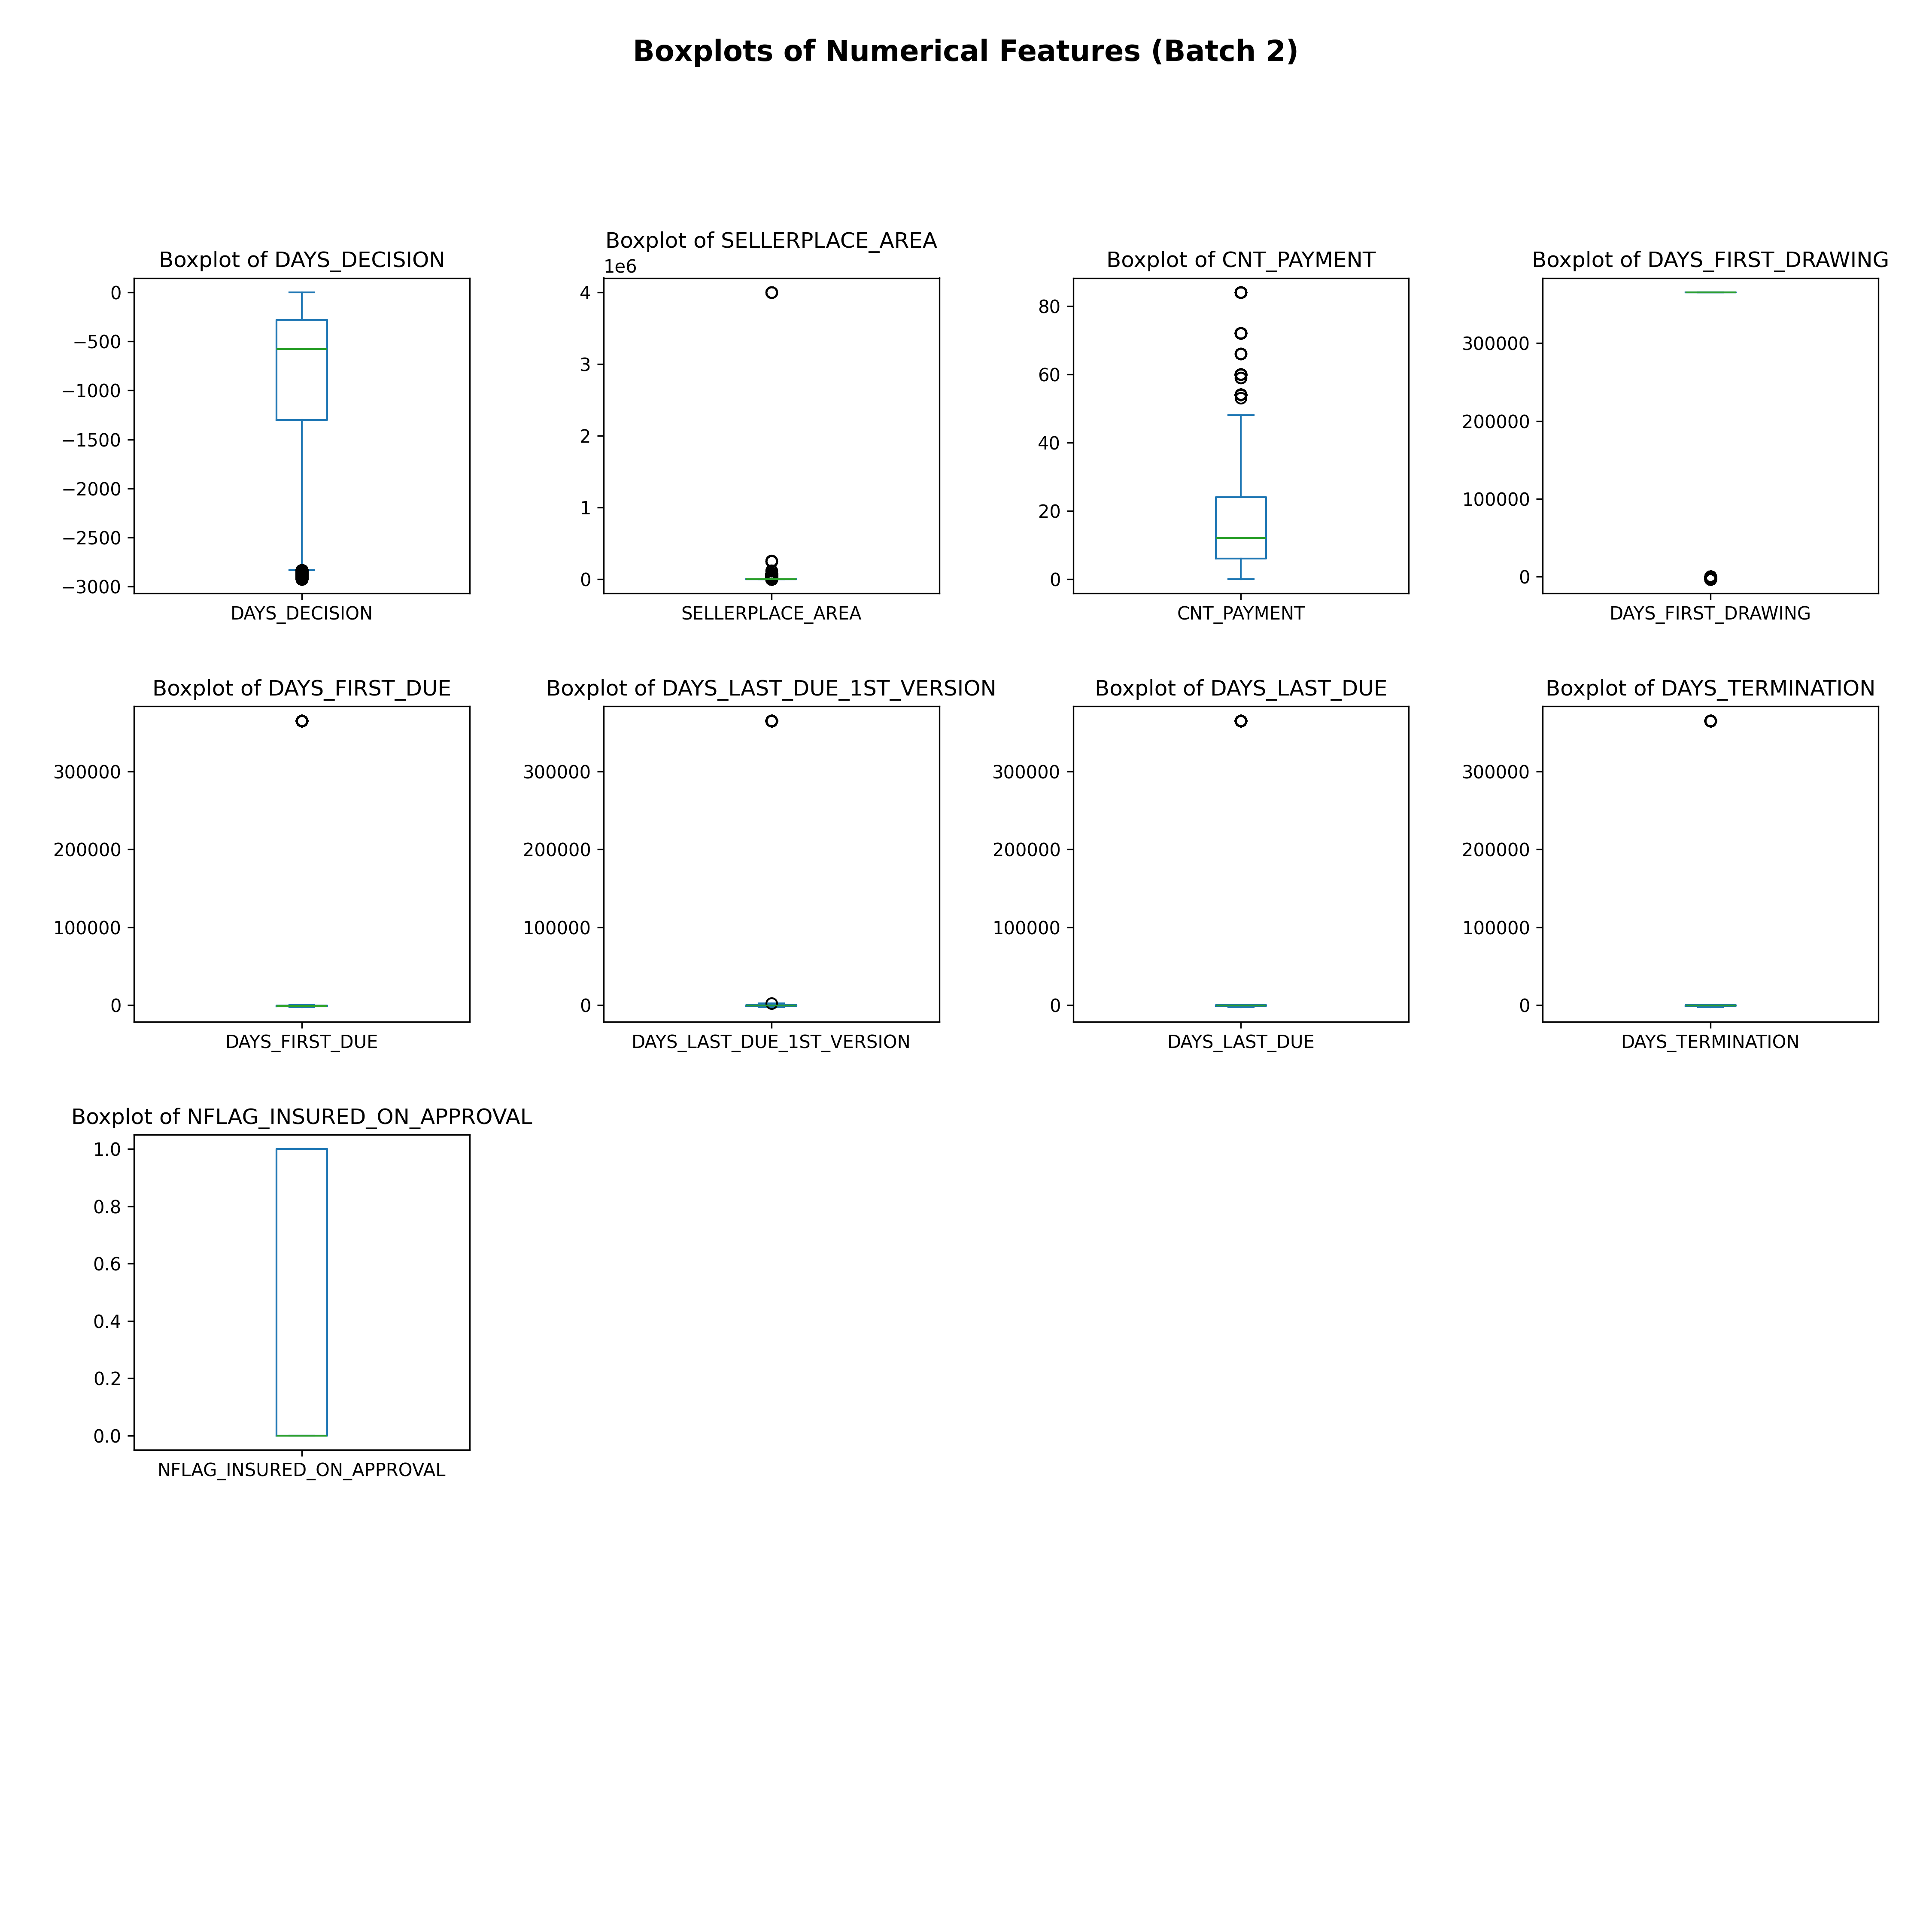 Boxplots of Numerical Features (Batch 2)
Boxplot of DAYS_DECISION
0
−500
−1000
−1500
−2000
−2500
−3000
DAYS_DECISION
Boxplot of SELLERPLACE_AREA
1e6
4
3
2
1
0
SELLERPLACE_AREA
Boxplot of CNT_PAYMENT
80
60
40
20
0
CNT_PAYMENT
Boxplot of DAYS_FIRST_DRAWING
300000
200000
100000
0
DAYS_FIRST_DRAWING
Boxplot of DAYS_FIRST_DUE
300000
200000
100000
0
DAYS_FIRST_DUE
Boxplot of DAYS_LAST_DUE_1ST_VERSION
300000
200000
100000
0
DAYS_LAST_DUE_1ST_VERSION
Boxplot of DAYS_LAST_DUE
300000
200000
100000
0
DAYS_LAST_DUE
Boxplot of DAYS_TERMINATION
300000
200000
100000
0
DAYS_TERMINATION
Boxplot of NFLAG_INSURED_ON_APPROVAL
1.0
0.8
0.6
0.4
0.2
0.0
NFLAG_INSURED_ON_APPROVAL